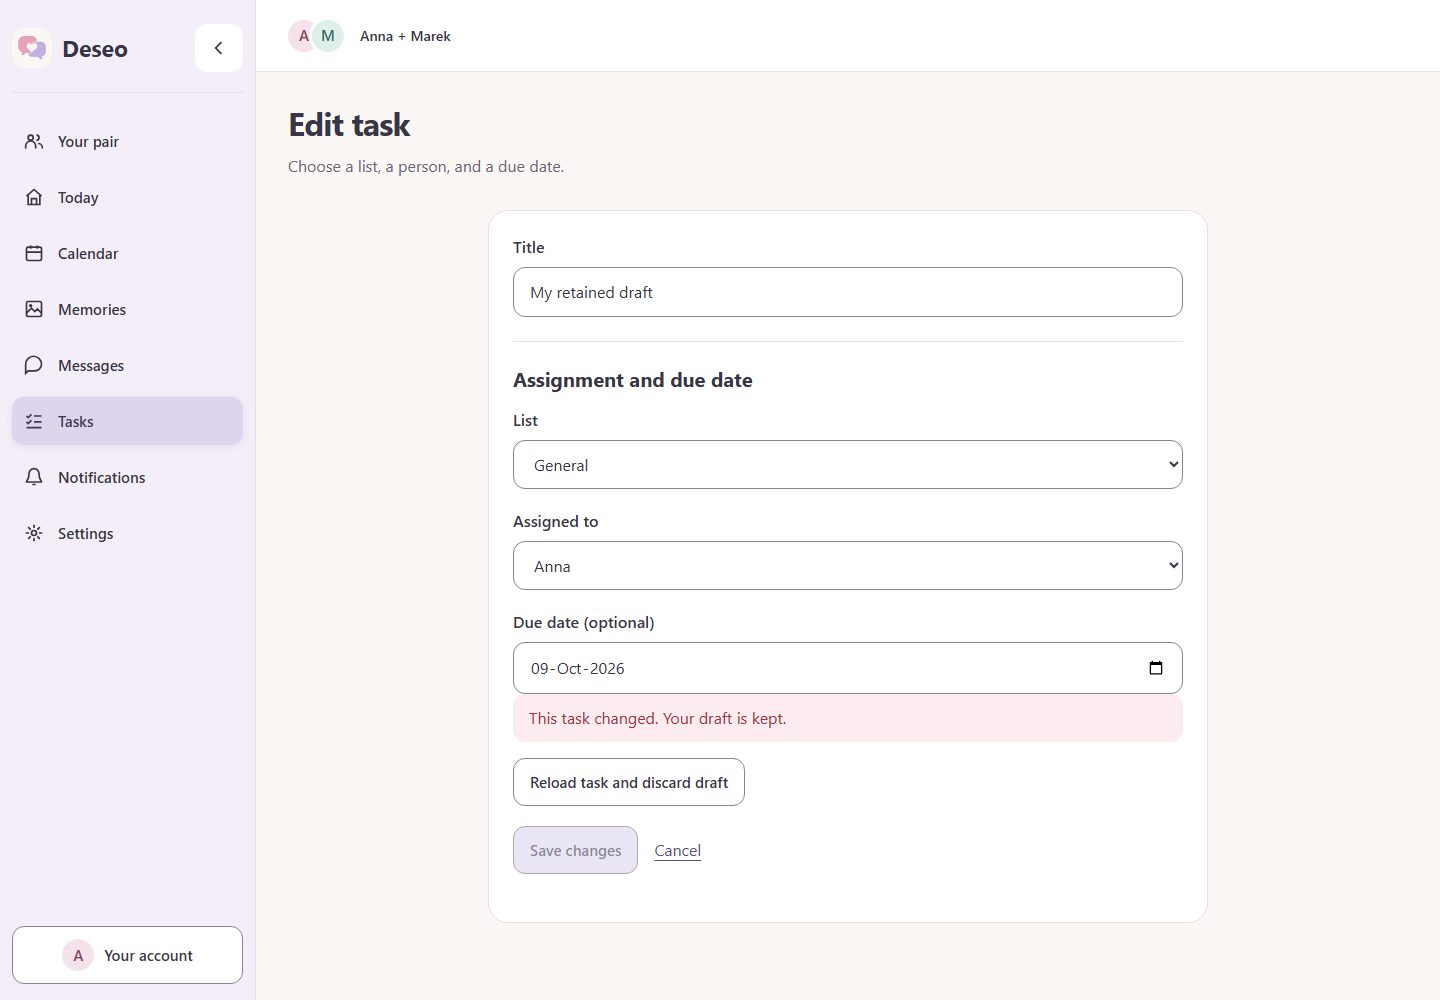 Deseo
A M Anna + Marek
Your pair
Today
Calendar
Memories
Messages
Tasks
Notifications
Settings
A Your account
Edit task
Choose a list, a person, and a due date.
Title
My retained draft
Assignment and due date
List
General
Assigned to
Anna
Due date (optional)
09-Oct-2026
This task changed. Your draft is kept.
Reload task and discard draft
Save changes Cancel